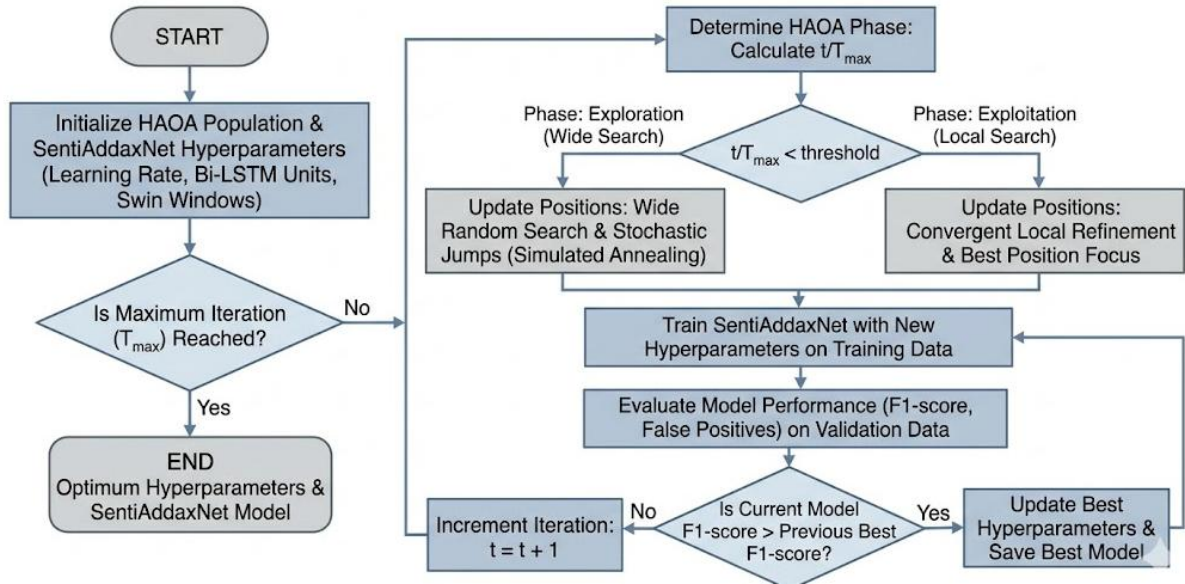 START
Initialize HAOA Population &
SentiAddaxNet Hyperparameters
(Learning Rate, Bi-LSTM Units,
Swin Windows)
Is Maximum Iteration
(Tmax) Reached?
No
Yes
END
Optimum Hyperparameters &
SentiAddaxNet Model
Determine HAOA Phase:
Calculate t/Tmax
Phase: Exploration
(Wide Search)
Phase: Exploitation
(Local Search)
t/Tmax < threshold
Update Positions: Wide
Random Search & Stochastic
Jumps (Simulated Annealing)
Update Positions:
Convergent Local Refinement
& Best Position Focus
Train SentiAddaxNet with New
Hyperparameters on Training Data
Evaluate Model Performance (F1-score,
False Positives) on Validation Data
Is Current Model
F1-score > Previous Best
F1-score?
No
Yes
Increment Iteration:
t = t + 1
Update Best
Hyperparameters &
Save Best Model